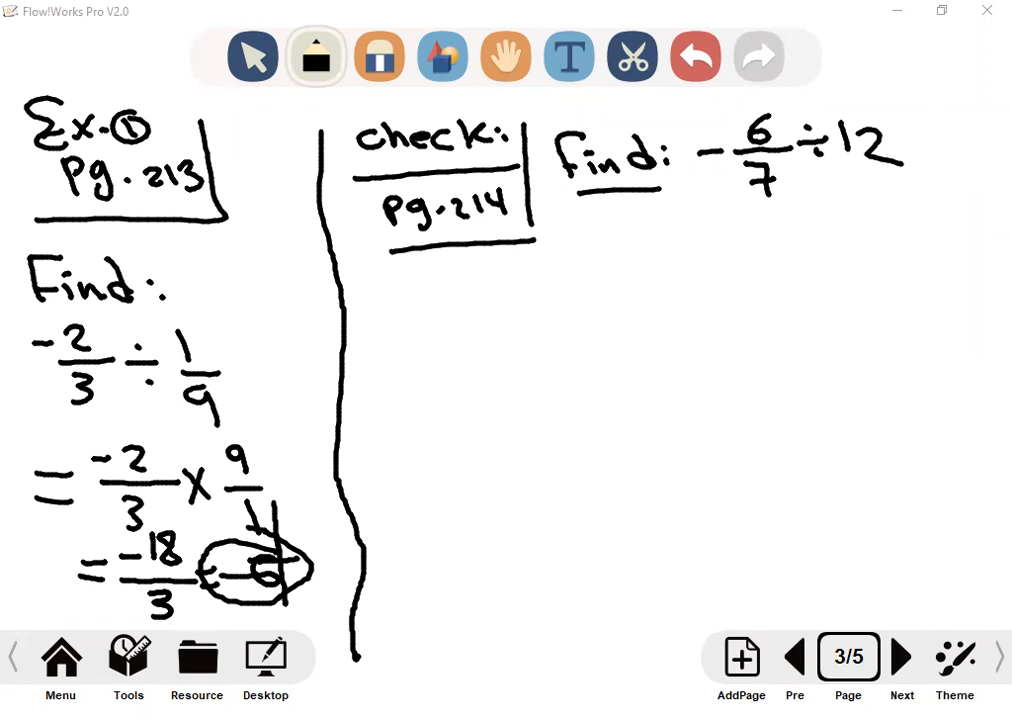 Flow!Works Pro V2.0
T
Ex-①
pg.213
Find:
-2/3 ÷ 1/9
= -2/3 x 9/1
= -18/3 = -6
check:
pg.214
find: - 6/7 ÷ 12
Menu
Tools
Resource
Desktop
AddPage
Pre
3/5
Page
Next
Theme